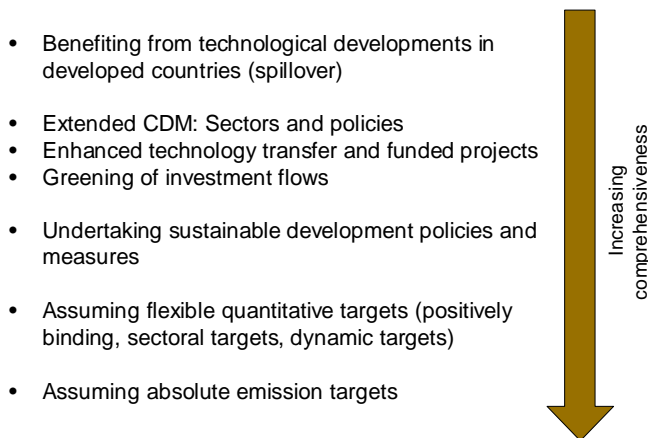 • Benefiting from technological developments in
developed countries (spillover)
• Extended CDM: Sectors and policies
• Enhanced technology transfer and funded projects
• Greening of investment flows
• Undertaking sustainable development policies and
measures
• Assuming flexible quantitative targets (positively
binding, sectoral targets, dynamic targets)
• Assuming absolute emission targets
Increasing
comprehensiveness